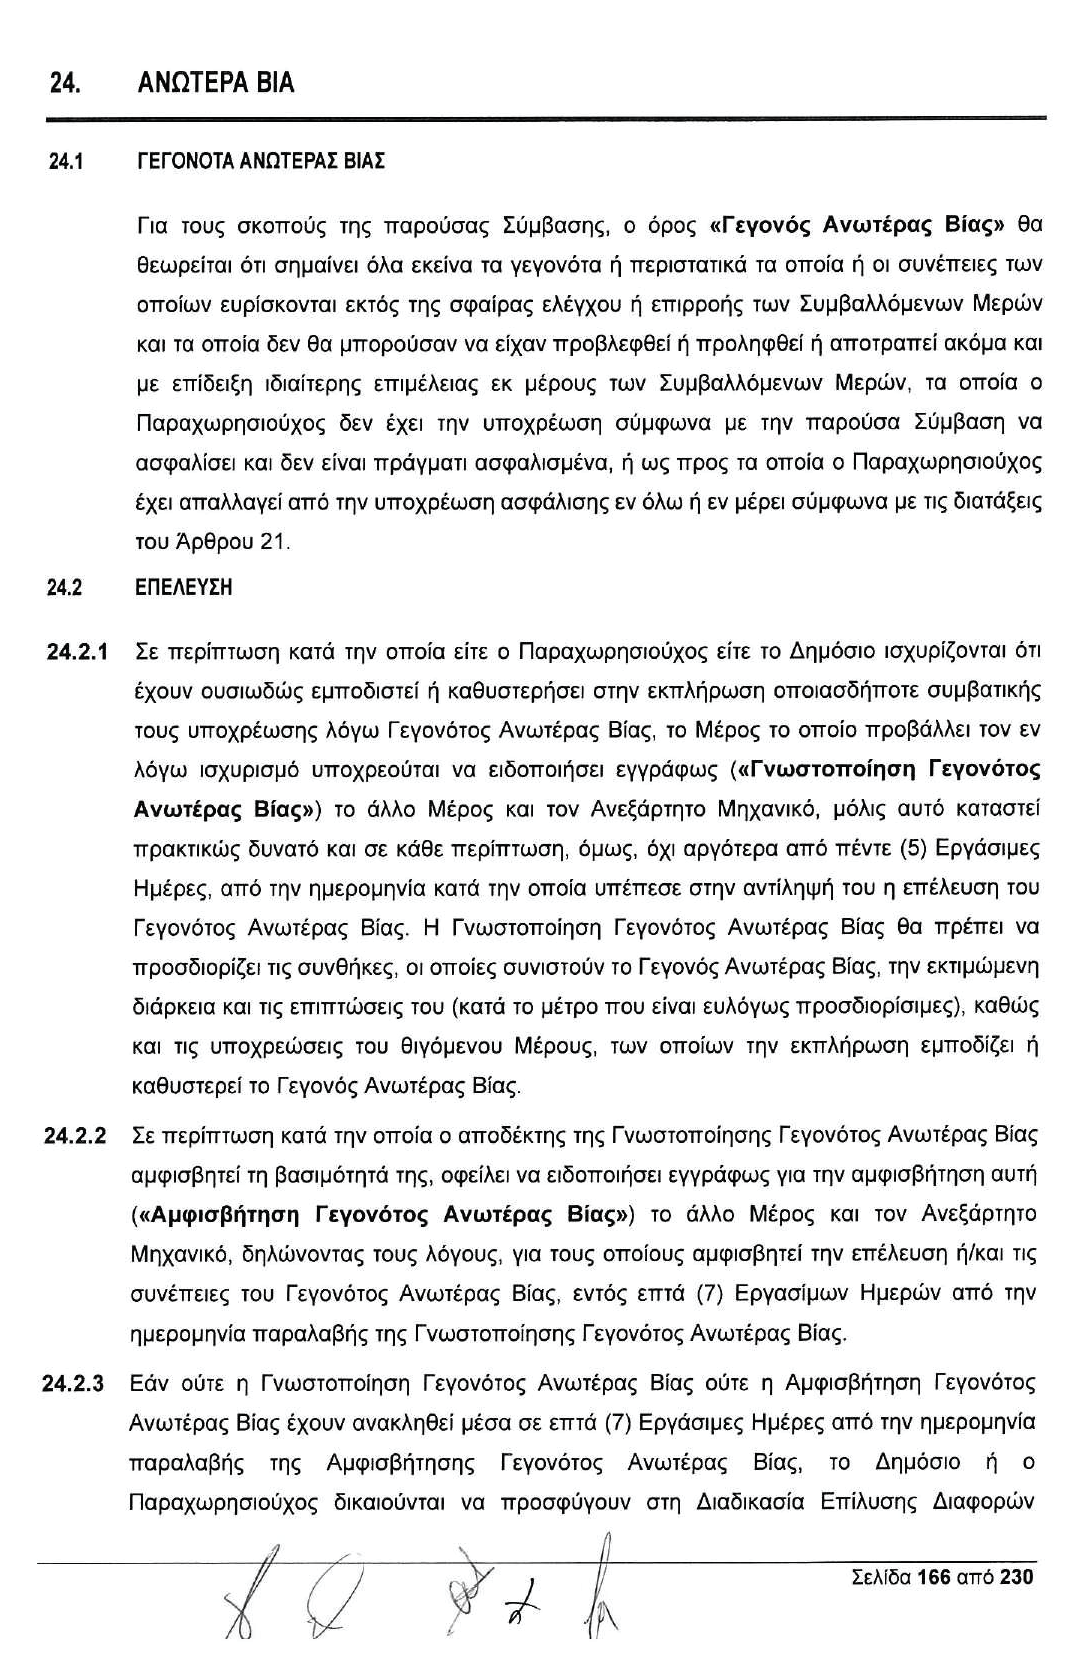 24. ΑΝΩΤΕΡΑ ΒΙΑ
24.1 ΓΕΓΟΝΟΤΑ ΑΝΩΤΕΡΑΣ ΒΙΑΣ
Για τους σκοπούς της παρούσας Σύμβασης, ο όρος «Γεγονός Ανωτέρας Βίας» θα
θεωρείται ότι σημαίνει όλα εκείνα τα γεγονότα ή περιστατικά τα οποία ή οι συνέπειες των
οποίων ευρίσκονται εκτός της σφαίρας ελέγχου ή επιρροής των Συμβαλλόμενων Μερών
και τα οποία δεν θα μπορούσαν να είχαν προβλεφθεί ή προληφθεί ή αποτραπεί ακόμα και
με επίδειξη ιδιαίτερης επιμέλειας εκ μέρους των Συμβαλλόμενων Μερών, τα οποία ο
Παραχωρησιούχος δεν έχει την υποχρέωση σύμφωνα με την παρούσα Σύμβαση να
ασφαλίσει και δεν είναι πράγματι ασφαλισμένα, ή ως προς τα οποία ο Παραχωρησιούχος
έχει απαλλαγεί από την υποχρέωση ασφάλισης εν όλω ή εν μέρει σύμφωνα με τις διατάξεις
του Άρθρου 21.
24.2 ΕΠΕΛΕΥΣΗ
24.2.1 Σε περίπτωση κατά την οποία είτε ο Παραχωρησιούχος είτε το Δημόσιο ισχυρίζονται ότι
έχουν ουσιωδώς εμποδιστεί ή καθυστερήσει στην εκπλήρωση οποιασδήποτε συμβατικής
τους υποχρέωσης λόγω Γεγονότος Ανωτέρας Βίας, το Μέρος το οποίο προβάλλει τον εν
λόγω ισχυρισμό υποχρεούται να ειδοποιήσει εγγράφως («Γνωστοποίηση Γεγονότος
Ανωτέρας Βίας») το άλλο Μέρος και τον Ανεξάρτητο Μηχανικό, μόλις αυτό καταστεί
πρακτικώς δυνατό και σε κάθε περίπτωση, όμως, όχι αργότερα από πέντε (5) Εργάσιμες
Ημέρες, από την ημερομηνία κατά την οποία υπέπεσε στην αντίληψή του η επέλευση του
Γεγονότος Ανωτέρας Βίας. Η Γνωστοποίηση Γεγονότος Ανωτέρας Βίας θα πρέπει να
προσδιορίζει τις συνθήκες, οι οποίες συνιστούν το Γεγονός Ανωτέρας Βίας, την εκτιμώμενη
διάρκεια και τις επιπτώσεις του (κατά το μέτρο που είναι ευλόγως προσδιορίσιμες), καθώς
και τις υποχρεώσεις του θιγόμενου Μέρους, των οποίων την εκπλήρωση εμποδίζει ή
καθυστερεί το Γεγονός Ανωτέρας Βίας.
24.2.2 Σε περίπτωση κατά την οποία ο αποδέκτης της Γνωστοποίησης Γεγονότος Ανωτέρας Βίας
αμφισβητεί τη βασιμότητά της, οφείλει να ειδοποιήσει εγγράφως για την αμφισβήτηση αυτή
(«Αμφισβήτηση Γεγονότος Ανωτέρας Βίας») το άλλο Μέρος και τον Ανεξάρτητο
Μηχανικό, δηλώνοντας τους λόγους, για τους οποίους αμφισβητεί την επέλευση ή/και τις
συνέπειες του Γεγονότος Ανωτέρας Βίας, εντός επτά (7) Εργασίμων Ημερών από την
ημερομηνία παραλαβής της Γνωστοποίησης Γεγονότος Ανωτέρας Βίας.
24.2.3 Εάν ούτε η Γνωστοποίηση Γεγονότος Ανωτέρας Βίας ούτε η Αμφισβήτηση Γεγονότος
Ανωτέρας Βίας έχουν ανακληθεί μέσα σε επτά (7) Εργάσιμες Ημέρες από την ημερομηνία
παραλαβής της Αμφισβήτησης Γεγονότος Ανωτέρας Βίας, το Δημόσιο ή ο
Παραχωρησιούχος δικαιούνται να προσφύγουν στη Διαδικασία Επίλυσης Διαφορών
Σελίδα 166 από 230